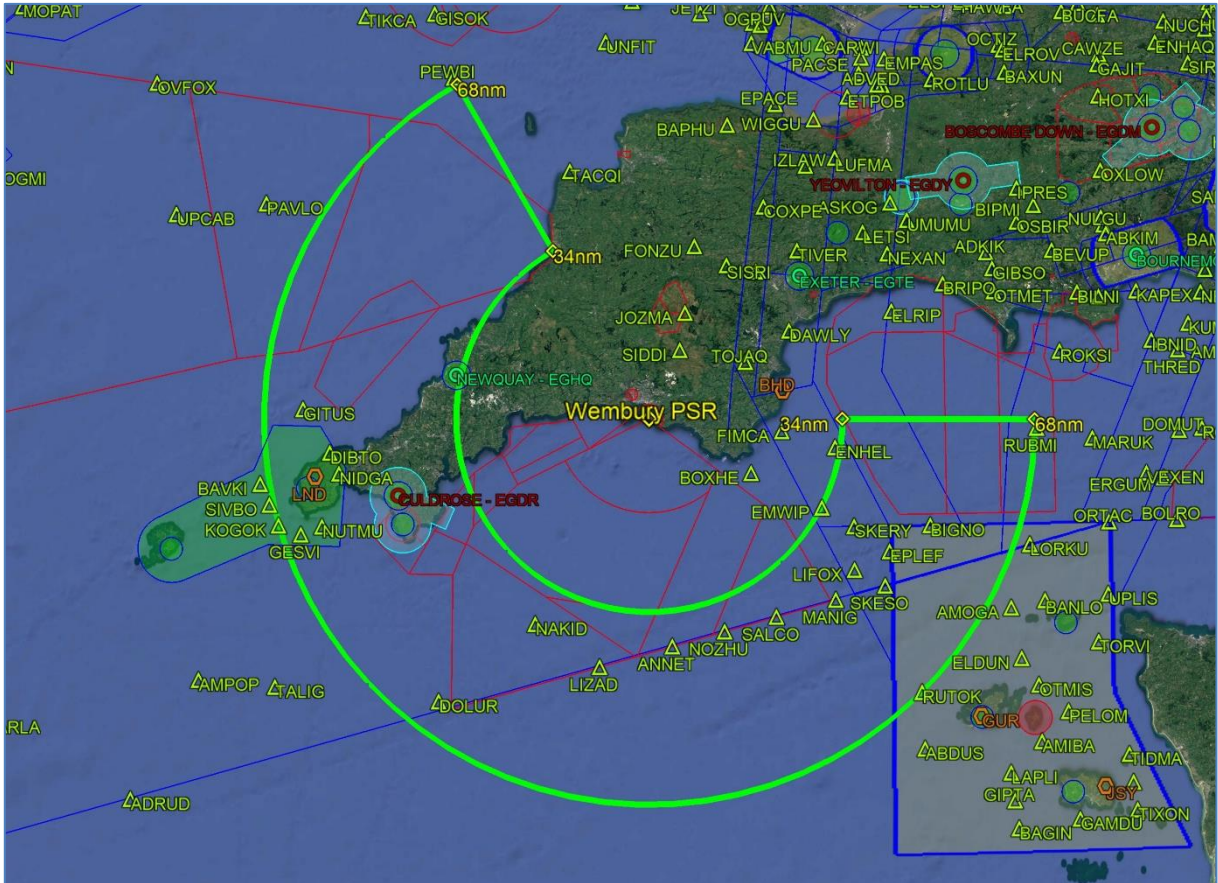 MOPAT
TIKCA
GISOK
UNFIT
OGRUV
VABMU
CARWI
PACSE
EMPAS
ADVED
ROTLU
ETPOB
OCTIZ
ELROV
BAXUN
BUCFA
CAWZE
GAJIT
HOTXI
NUCHU
ENHAQ
SIR
PEWBI
68nm
OVFOX
EPACE
WIGGU
BAPHU
BOSCOMBE DOWN - EGDM
OGMI
TACQI
IZLAW
LUFMA
YEOVILTON - EGDY
OXLOW
UPCAB
PAVLO
COXPE
ASKOG
UMUMU
BIPMI
IPRES
OSBIR
NULGU
ABKIM
LETSI
34nm
FONZU
SISRI
TIVER
NEXAN
ADKIK
GIBSO
BEVUP
BOURNEMO
EXETER - EGTE
BRIPO
OTMET
BILNI
KAPEX
JOZMA
ELRIP
DAWLY
SIDDI
TOJAQ
ROKSI
IBNID
THRED
NEWQUAY - EGHQ
BHD
GITUS
Wembury PSR
34nm
68nm
FIMCA
ENHEL
RUBMI
MARUK
DOMUT
DIBTO
NIDGA
LND
BAVKI
SIVBO
KOGOK
GESVI
NUTMU
CULDROSE - EGDR
BOXHE
EMWIP
SKERY
BIGNO
ERGUM
VEXEN
ORTAC
BOLRO
EPLEF
LORKU
LIFOX
SKESO
MANIG
AMOGA
BANLO
UPLIS
NAKID
SALCO
NOZHU
ANNET
LIZAD
TORVI
ELDUN
AMPOP
TALIG
DOLUR
RUTOK
OTMIS
GUR
PELOM
ARLA
ABDUS
AMIBA
TIDMA
ADRUD
LAPLI
GIPTA
JSY
BAGIN
GAMDU
TIXON